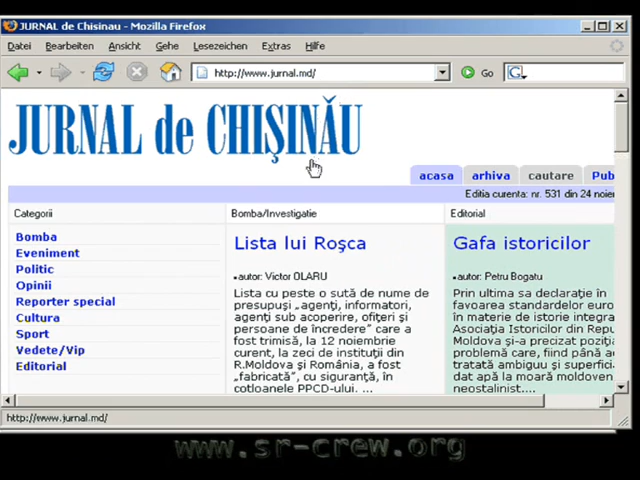 JURNAL de Chisinau - Mozilla Firefox
Datei Bearbeiten Ansicht Gehe Lesezeichen Extras Hilfe
http://www.jurnal.md/ Go G
JURNAL de CHIŞINĂU
acasa arhiva cautare Pub
Editia curenta: nr. 531 din 24 noier
Categorii
Bomba
Eveniment
Politic
Opinii
Reporter special
Cultura
Sport
Vedete/Vip
Editorial
Bomba/Investigatie
Lista lui Roşca
autor: Victor OLARU
Lista cu peste o sută de nume de
presupuşi „agenţi, informatori,
agenţi sub acoperire, ofiţeri şi
persoane de încredere” care a
fost trimisă, la 12 noiembrie
curent, la zeci de instituţii din
R.Moldova şi România, a fost
„fabricată”, cu siguranţă, în
cotloanele PPCD-ului. ...
Editorial
Gafa istoricilor
autor: Petru Bogatu
Prin ultima sa declaraţie în
favoarea standardelor euro
în materie de istorie integra
Asociaţia Istoricilor din Repu
Moldova şi-a precizat poziţia
problemă care, fiind până ac
tratată ambiguu şi superfici
dat apă la moară moldoven
neostalinist....
http://www.jurnal.md/
www.sr-crew.org